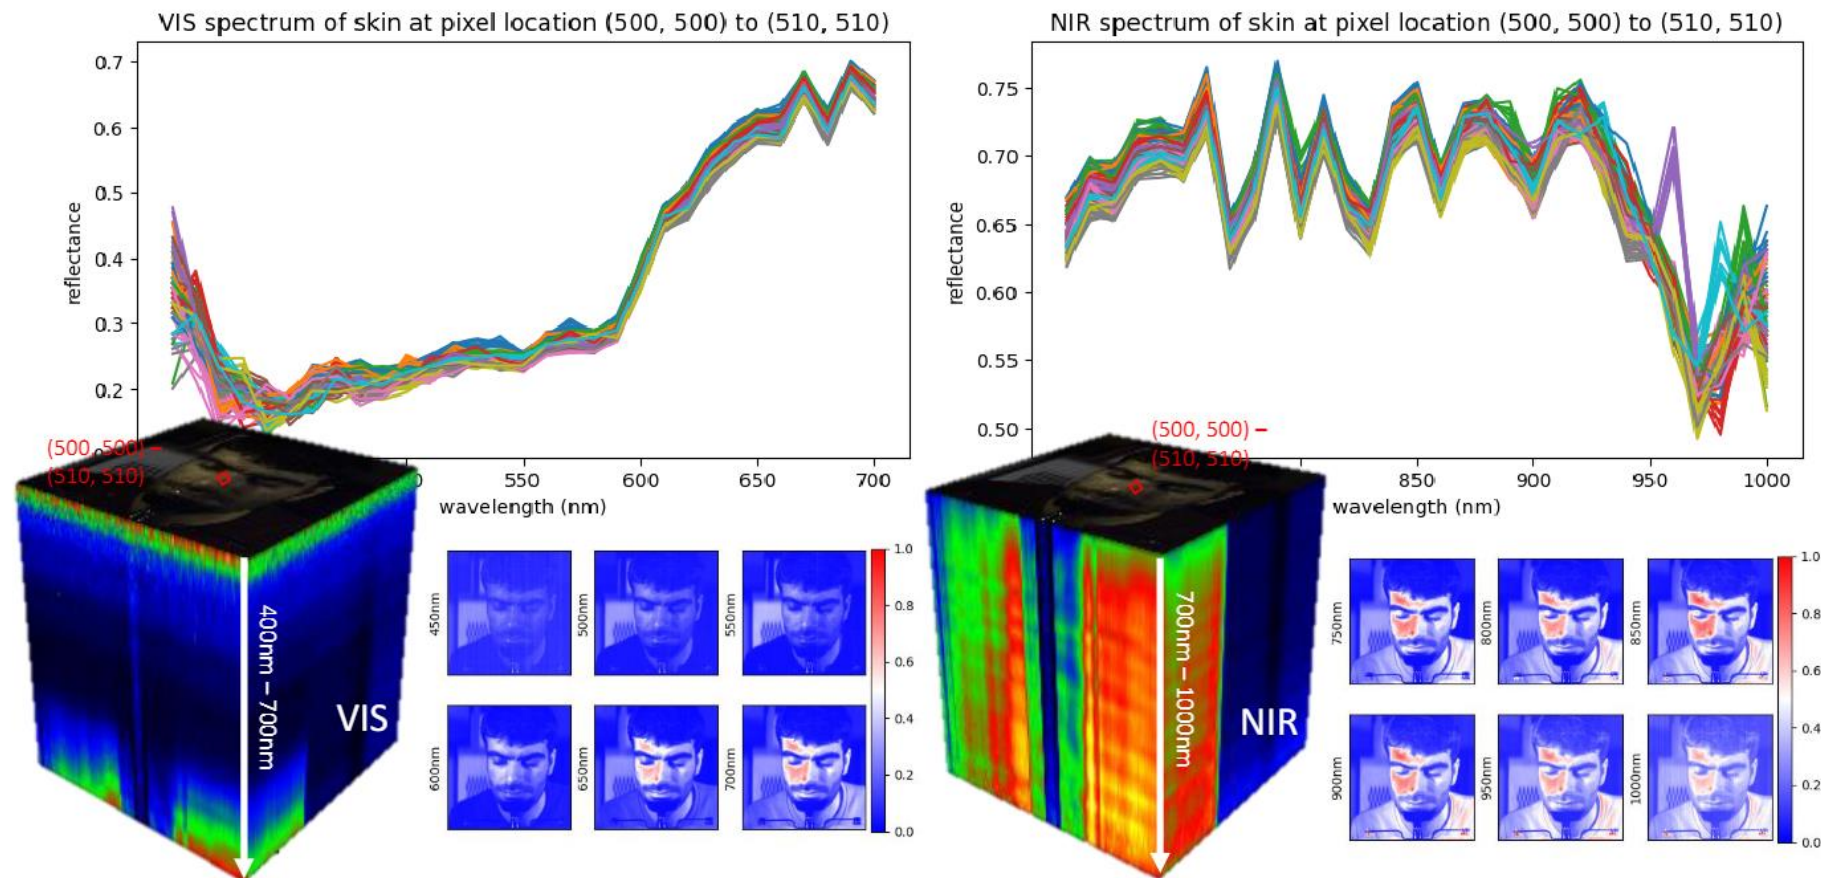 VIS spectrum of skin at pixel location (500, 500) to (510, 510)
0.7
0.6
0.5
0.4
0.3
0.2
reflectance
550
600
650
700
wavelength (nm)
(500, 500) –
(510, 510)
400nm – 700nm
VIS
450nm
500nm
550nm
600nm
650nm
700nm
1.0
0.8
0.6
0.4
0.2
0.0
NIR spectrum of skin at pixel location (500, 500) to (510, 510)
0.75
0.70
0.65
0.60
0.55
0.50
reflectance
850
900
950
1000
wavelength (nm)
(500, 500) –
(510, 510)
700nm – 1000nm
NIR
750nm
800nm
850nm
900nm
950nm
1000nm
1.0
0.8
0.6
0.4
0.2
0.0